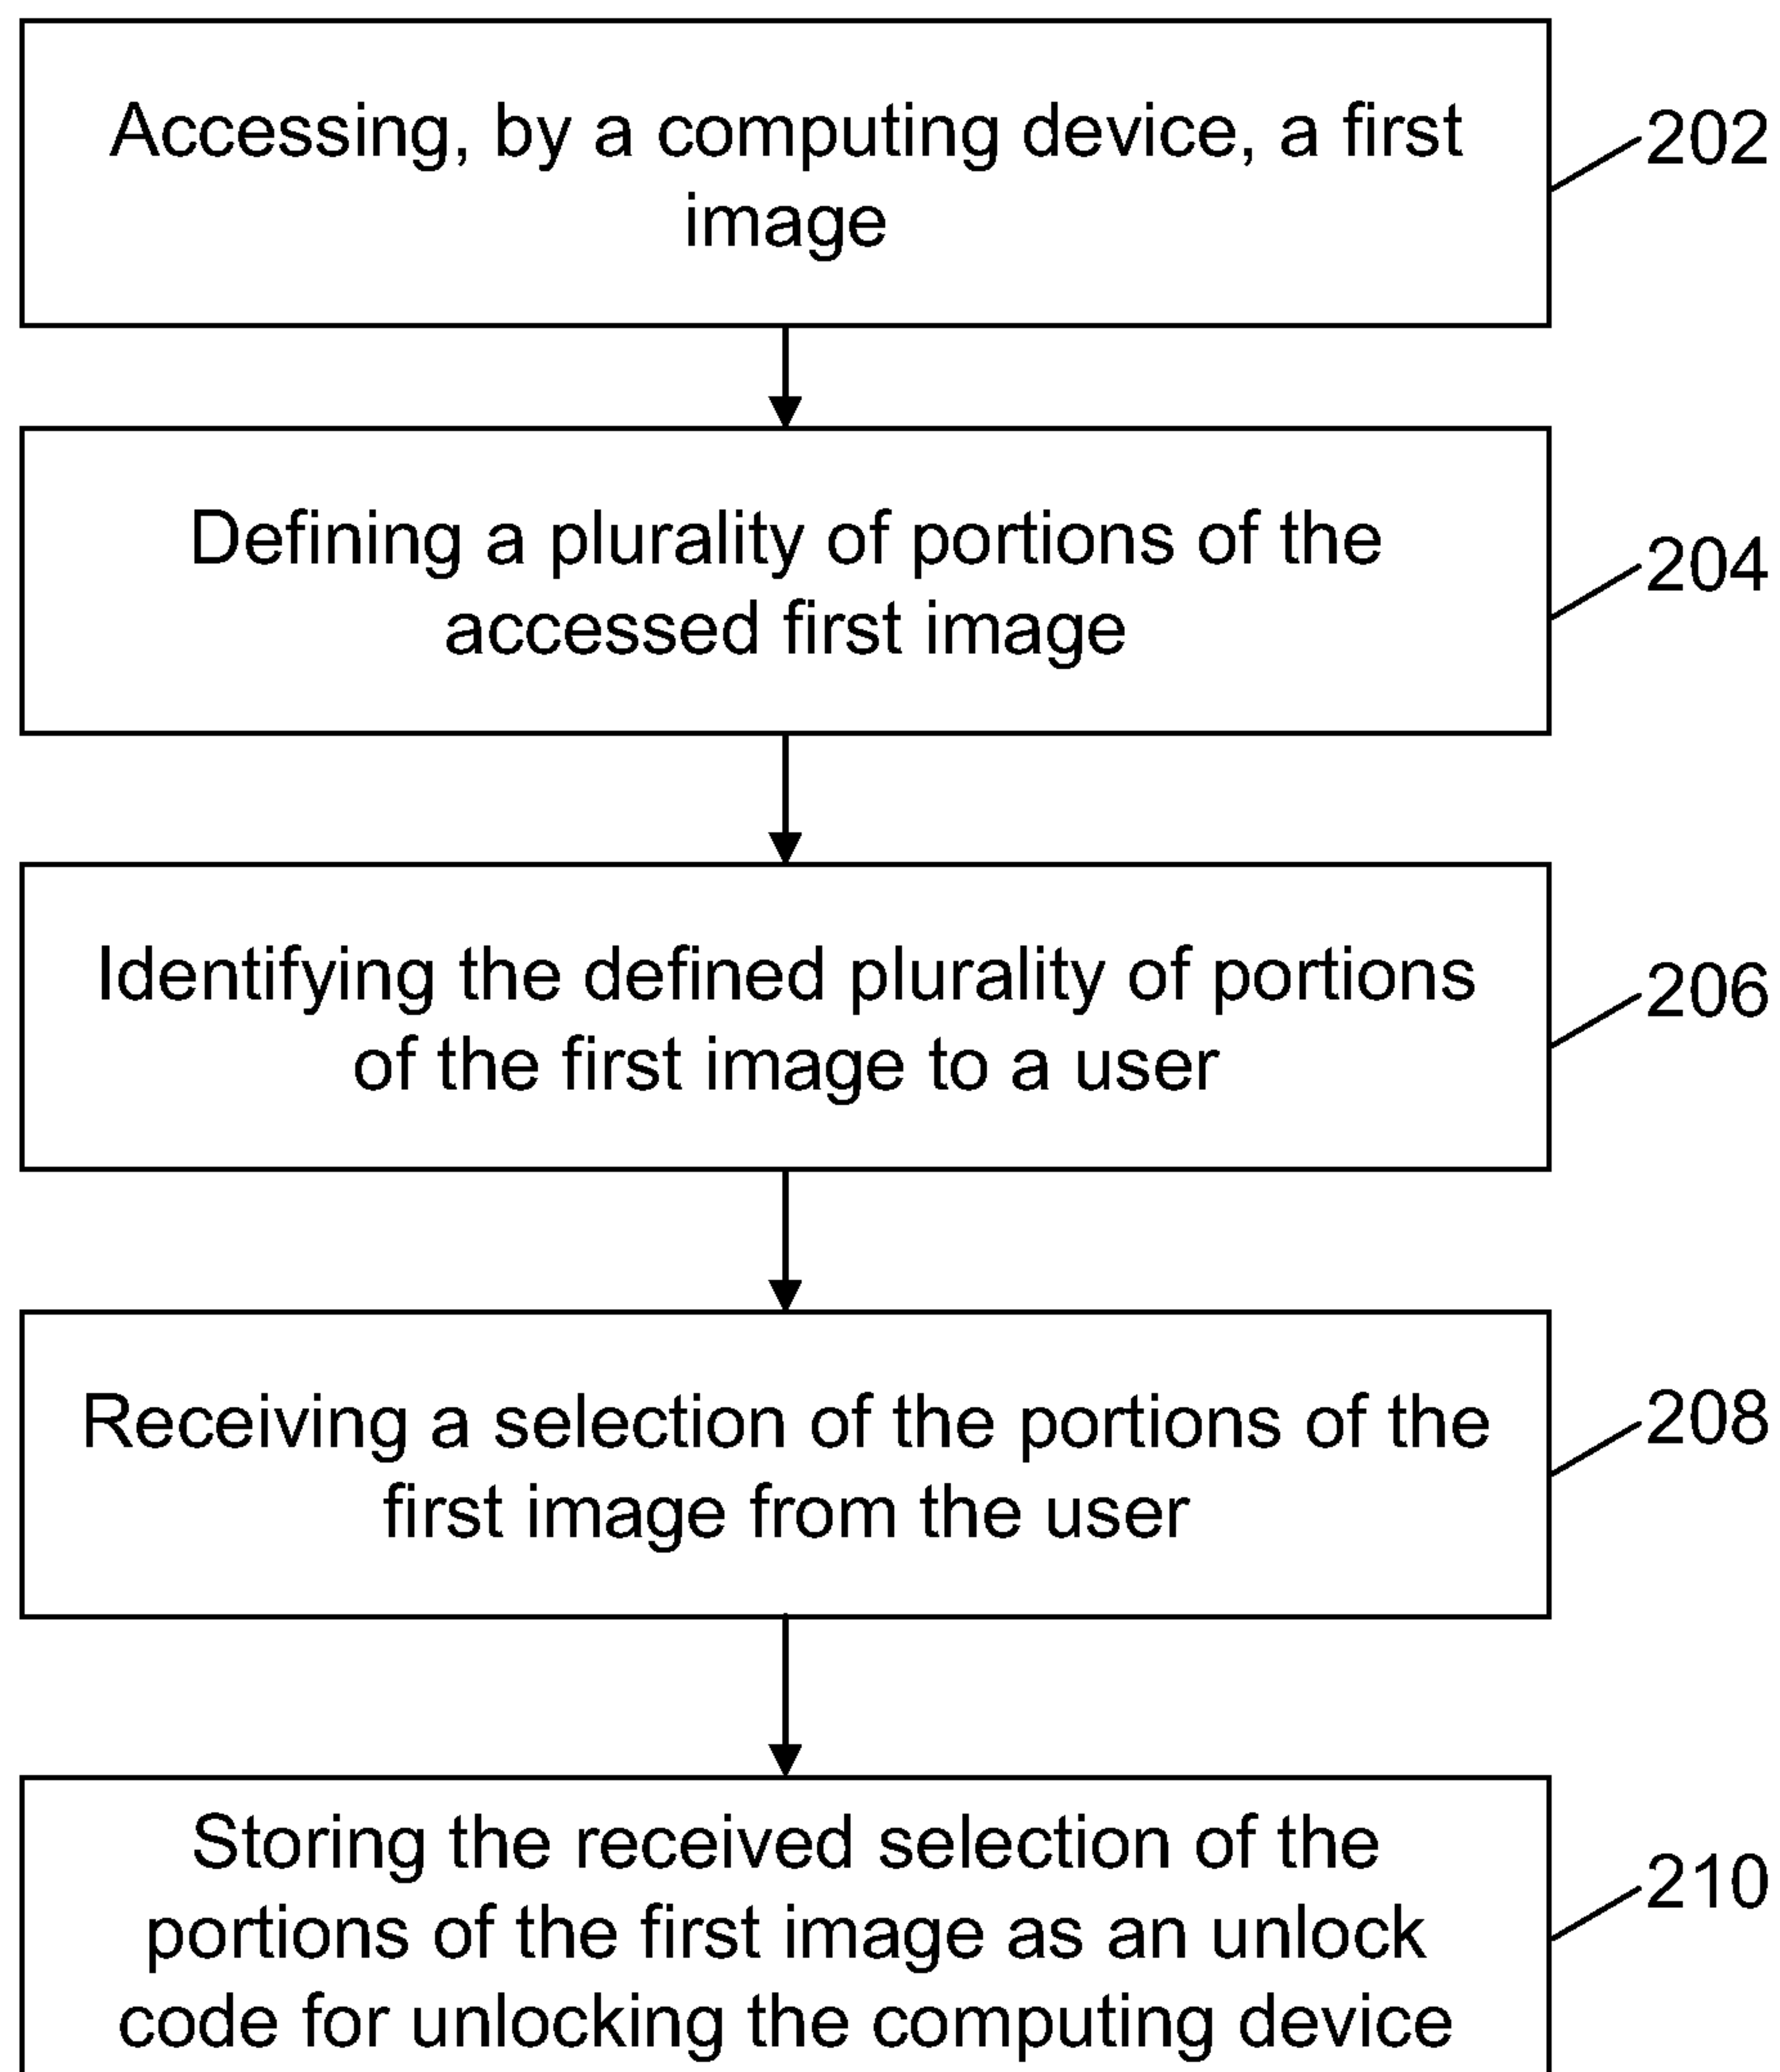 Accessing, by a computing device, a first
image
202
Defining a plurality of portions of the
accessed first image
204
Identifying the defined plurality of portions
of the first image to a user
206
Receiving a selection of the portions of the
first image from the user
208
Storing the received selection of the
portions of the first image as an unlock
code for unlocking the computing device
210